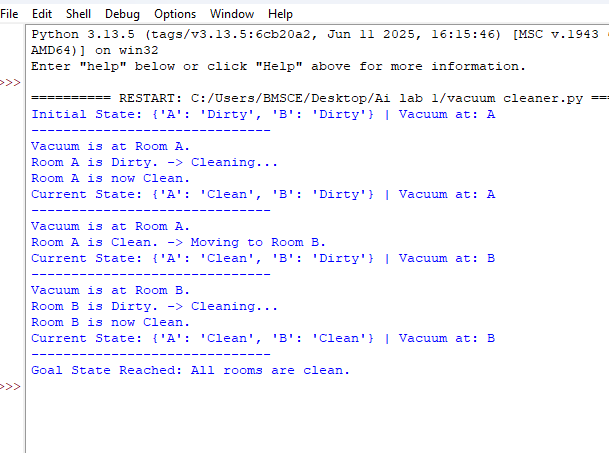 File Edit Shell Debug Options Window Help
Python 3.13.5 (tags/v3.13.5:6cb20a2, Jun 11 2025, 16:15:46) [MSC v.1943
AMD64)] on win32
Enter "help" below or click "Help" above for more information.
>>>
========== RESTART: C:/Users/BMSCE/Desktop/Ai lab 1/vacuum cleaner.py ==
Initial State: {'A': 'Dirty', 'B': 'Dirty'} | Vacuum at: A
------------------------------
Vacuum is at Room A.
Room A is Dirty. -> Cleaning...
Room A is now Clean.
Current State: {'A': 'Clean', 'B': 'Dirty'} | Vacuum at: A
------------------------------
Vacuum is at Room A.
Room A is Clean. -> Moving to Room B.
Current State: {'A': 'Clean', 'B': 'Dirty'} | Vacuum at: B
------------------------------
Vacuum is at Room B.
Room B is Dirty. -> Cleaning...
Room B is now Clean.
Current State: {'A': 'Clean', 'B': 'Clean'} | Vacuum at: B
------------------------------
Goal State Reached: All rooms are clean.
>>>